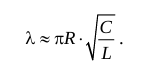 λ ≈ πR·√(C/L) .